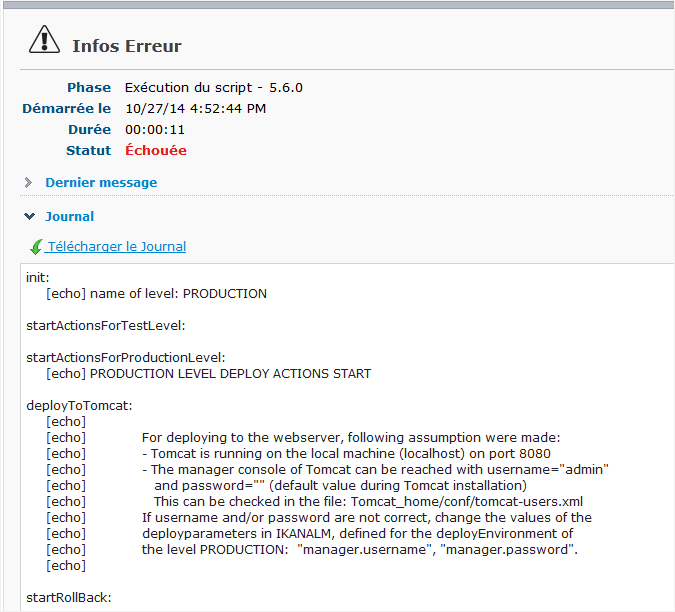 Infos Erreur
Phase Exécution du script - 5.6.0
Démarrée le 10/27/14 4:52:44 PM
Durée 00:00:11
Statut Échouée
Dernier message
Journal
Télécharger le Journal
init:
[echo] name of level: PRODUCTION
startActionsForTestLevel:
startActionsForProductionLevel:
[echo] PRODUCTION LEVEL DEPLOY ACTIONS START
deployToTomcat:
[echo]
[echo] For deploying to the webserver, following assumption were made:
[echo] - Tomcat is running on the local machine (localhost) on port 8080
[echo] - The manager console of Tomcat can be reached with username="admin"
[echo] and password="" (default value during Tomcat installation)
[echo] This can be checked in the file: Tomcat_home/conf/tomcat-users.xml
[echo] If username and/or password are not correct, change the values of the
[echo] deployparameters in IKANALM, defined for the deployEnvironment of
[echo] the level PRODUCTION: "manager.username", "manager.password".
[echo]
startRollBack: